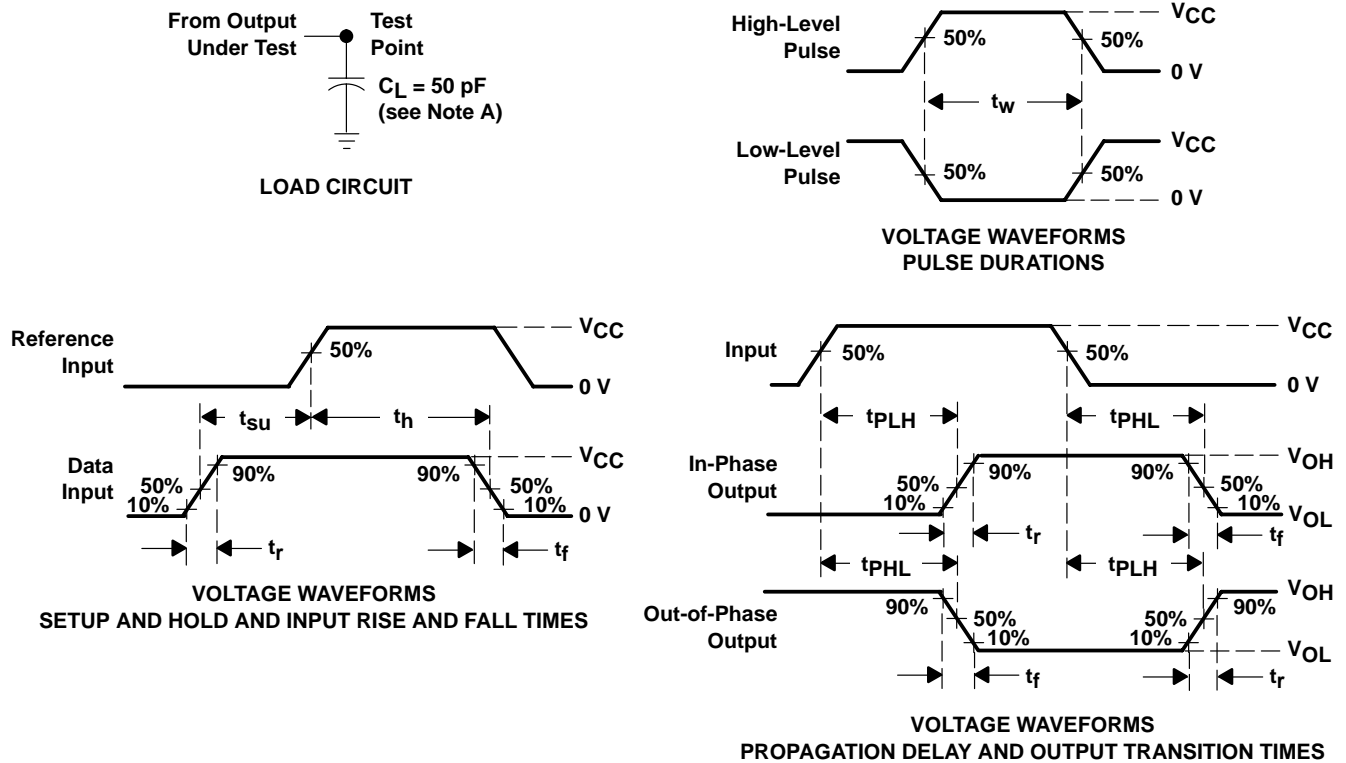 From Output
Under Test
Test
Point
CL = 50 pF
(see Note A)
LOAD CIRCUIT
High-Level
Pulse
50%
50%
VCC
0 V
tw
Low-Level
Pulse
50%
50%
VCC
0 V
VOLTAGE WAVEFORMS
PULSE DURATIONS
Reference
Input
50%
VCC
0 V
tsu
th
Data
Input
50%
10%
90%
90%
50%
10%
VCC
0 V
tr
tf
VOLTAGE WAVEFORMS
SETUP AND HOLD AND INPUT RISE AND FALL TIMES
Input
50%
50%
VCC
0 V
tPLH
tPHL
In-Phase
Output
50%
10%
90%
90%
50%
10%
VOH
VOL
tr
tf
tPHL
tPLH
Out-of-Phase
Output
90%
50%
10%
50%
10%
90%
VOH
VOL
tf
tr
VOLTAGE WAVEFORMS
PROPAGATION DELAY AND OUTPUT TRANSITION TIMES